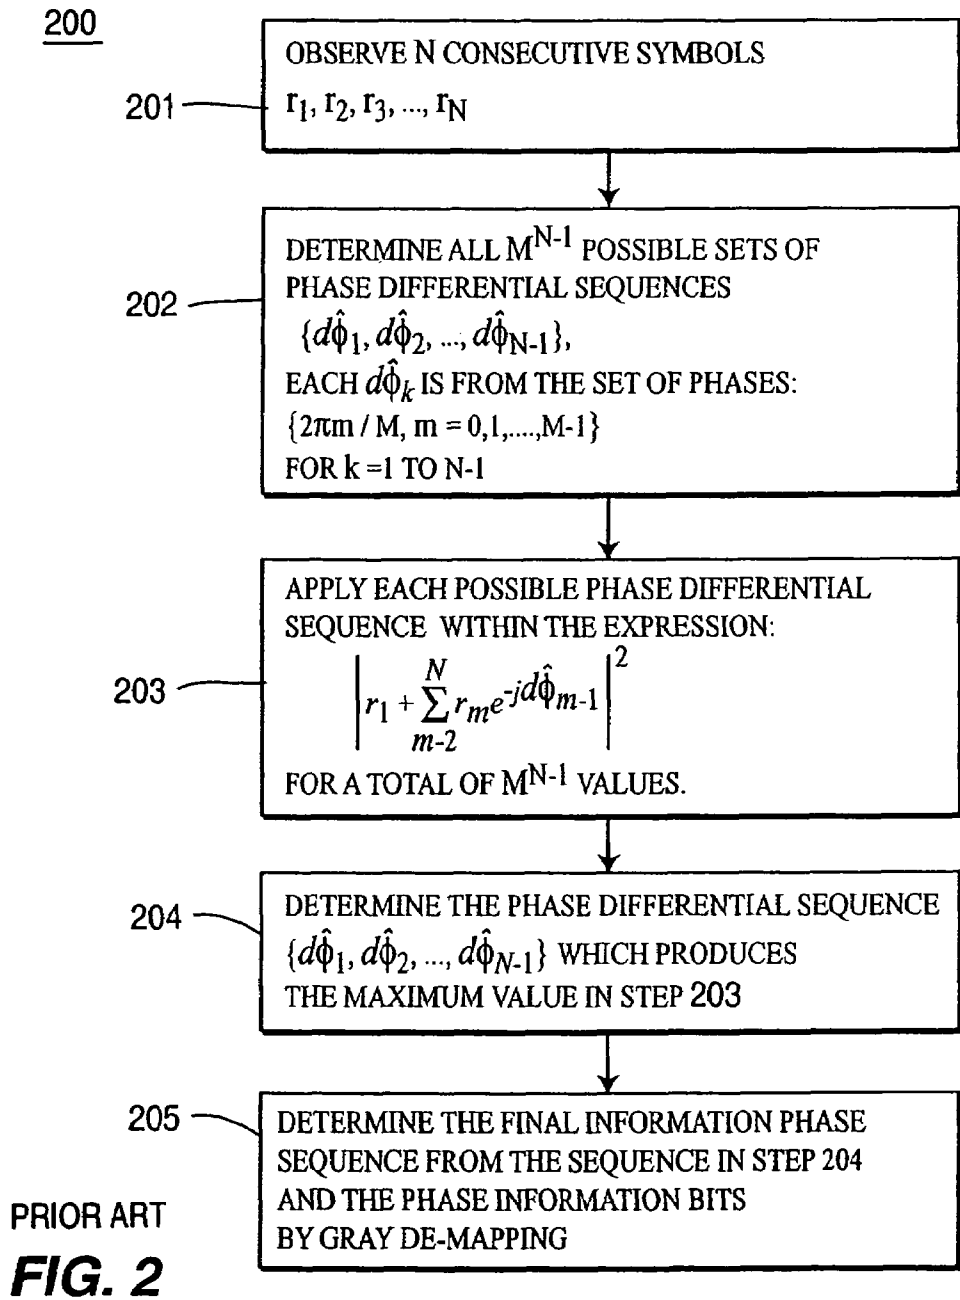 200
OBSERVE N CONSECUTIVE SYMBOLS
201
r₁, r₂, r₃, ..., r_N
DETERMINE ALL M^{N-1} POSSIBLE SETS OF
PHASE DIFFERENTIAL SEQUENCES
202
{dφ̂₁, dφ̂₂, ..., dφ̂_{N-1}},
EACH dφ̂_k IS FROM THE SET OF PHASES:
{2πm / M, m = 0,1,....,M-1}
FOR k =1 TO N-1
APPLY EACH POSSIBLE PHASE DIFFERENTIAL
SEQUENCE WITHIN THE EXPRESSION:
203
|r₁ + ∑_{m-2}^{N} r_m e^{-jdφ̂_{m-1}}|²
FOR A TOTAL OF M^{N-1} VALUES.
204
DETERMINE THE PHASE DIFFERENTIAL SEQUENCE
{dφ̂₁, dφ̂₂, ..., dφ̂_{N-1}} WHICH PRODUCES
THE MAXIMUM VALUE IN STEP 203
205
DETERMINE THE FINAL INFORMATION PHASE
SEQUENCE FROM THE SEQUENCE IN STEP 204
AND THE PHASE INFORMATION BITS
BY GRAY DE-MAPPING
PRIOR ART
FIG. 2